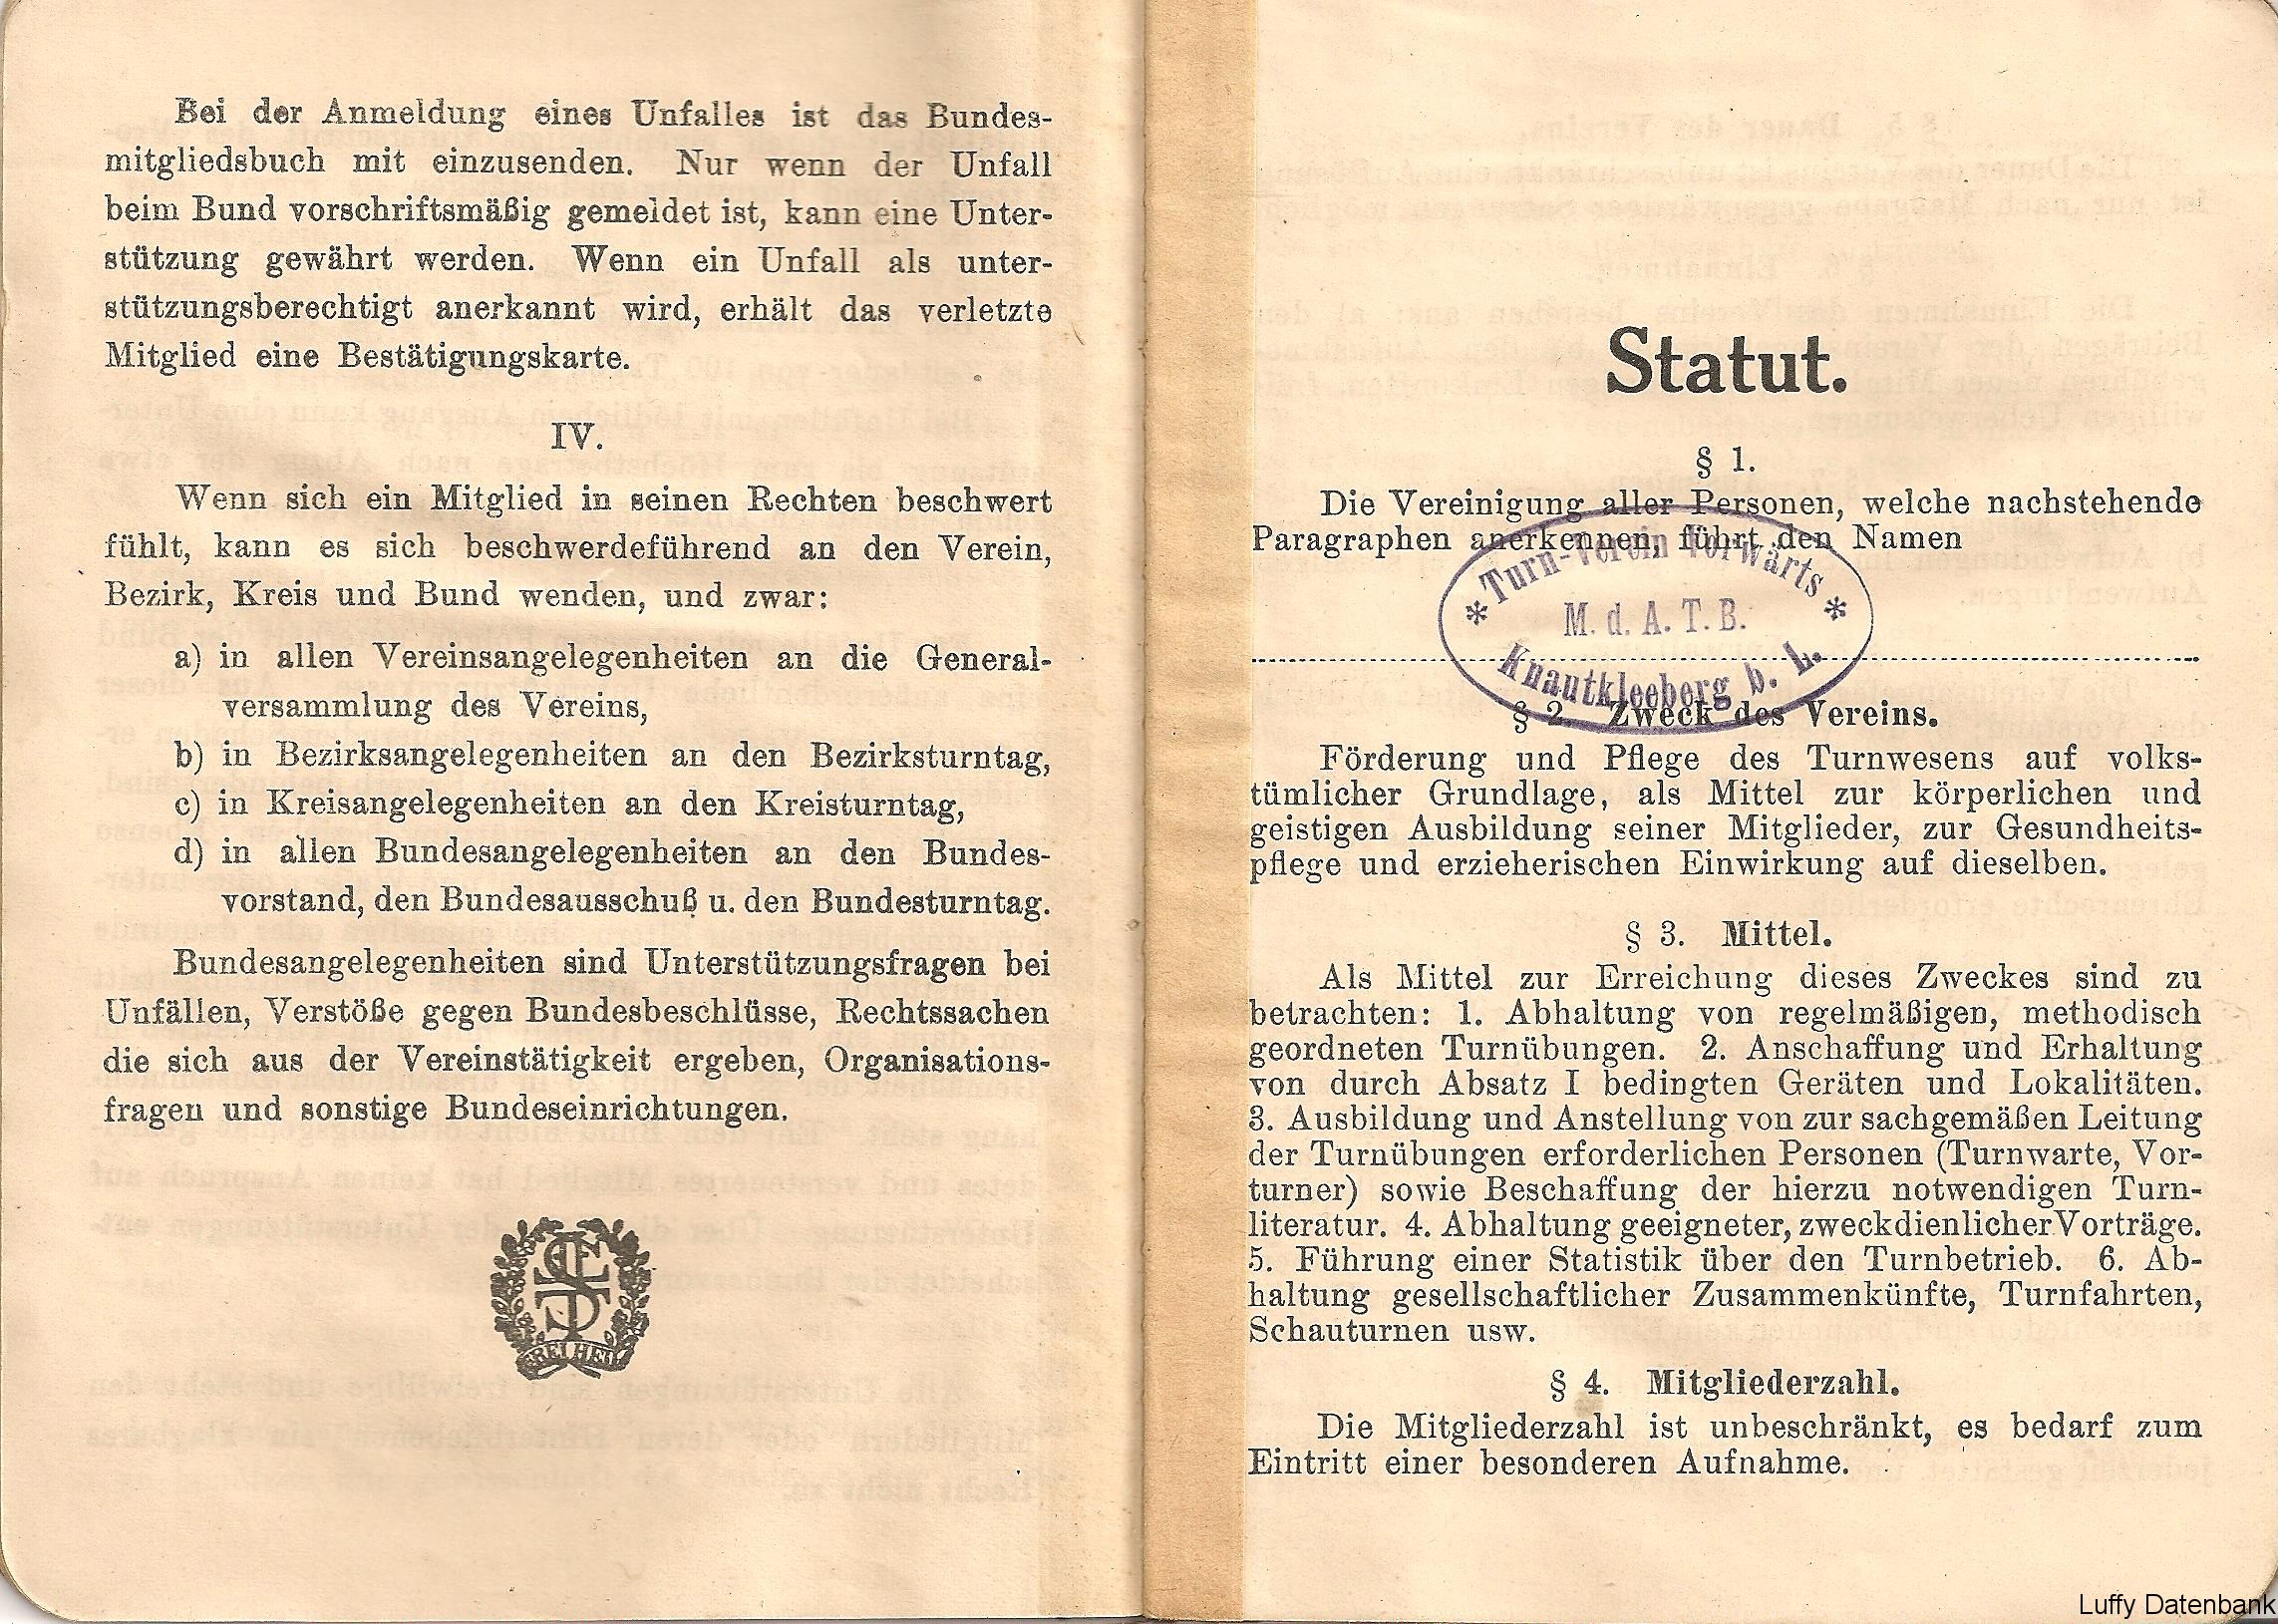 Bei der Anmeldung eines Unfalles ist das Bundes-
mitgliedsbuch mit einzusenden. Nur wenn der Unfall
beim Bund vorschriftsmäßig gemeldet ist, kann eine Unter-
stützung gewährt werden. Wenn ein Unfall als unter-
stützungsberechtigt anerkannt wird, erhält das verletzte
Mitglied eine Bestätigungskarte.
IV.
Wenn sich ein Mitglied in seinen Rechten beschwert
fühlt, kann es sich beschwerdeführend an den Verein,
Bezirk, Kreis und Bund wenden, und zwar:
a) in allen Vereinsangelegenheiten an die General-
versammlung des Vereins,
b) in Bezirksangelegenheiten an den Bezirksturntag,
c) in Kreisangelegenheiten an den Kreisturntag,
d) in allen Bundesangelegenheiten an den Bundes-
vorstand, den Bundesausschuß u. den Bundesturntag.
Bundesangelegenheiten sind Unterstützungsfragen bei
Unfällen, Verstöße gegen Bundesbeschlüsse, Rechtssachen
die sich aus der Vereinstätigkeit ergeben, Organisations-
fragen und sonstige Bundeseinrichtungen.
FREI HEIL
Statut.
§ 1.
Die Vereinigung aller Personen, welche nachstehende
Paragraphen anerkennen, führt den Namen
* Turn-Verein Vorwärts *
M. d. A. T. B.
Knautkleeberg b. L.
§ 2. Zweck des Vereins.
Förderung und Pflege des Turnwesens auf volks-
tümlicher Grundlage, als Mittel zur körperlichen und
geistigen Ausbildung seiner Mitglieder, zur Gesundheits-
pflege und erzieherischen Einwirkung auf dieselben.
§ 3. Mittel.
Als Mittel zur Erreichung dieses Zweckes sind zu
betrachten: 1. Abhaltung von regelmäßigen, methodisch
geordneten Turnübungen. 2. Anschaffung und Erhaltung
von durch Absatz I bedingten Geräten und Lokalitäten.
3. Ausbildung und Anstellung von zur sachgemäßen Leitung
der Turnübungen erforderlichen Personen (Turnwarte, Vor-
turner) sowie Beschaffung der hierzu notwendigen Turn-
literatur. 4. Abhaltung geeigneter, zweckdienlicher Vorträge.
5. Führung einer Statistik über den Turnbetrieb. 6. Ab-
haltung gesellschaftlicher Zusammenkünfte, Turnfahrten,
Schauturnen usw.
§ 4. Mitgliederzahl.
Die Mitgliederzahl ist unbeschränkt, es bedarf zum
Eintritt einer besonderen Aufnahme.
Luffy Datenbank